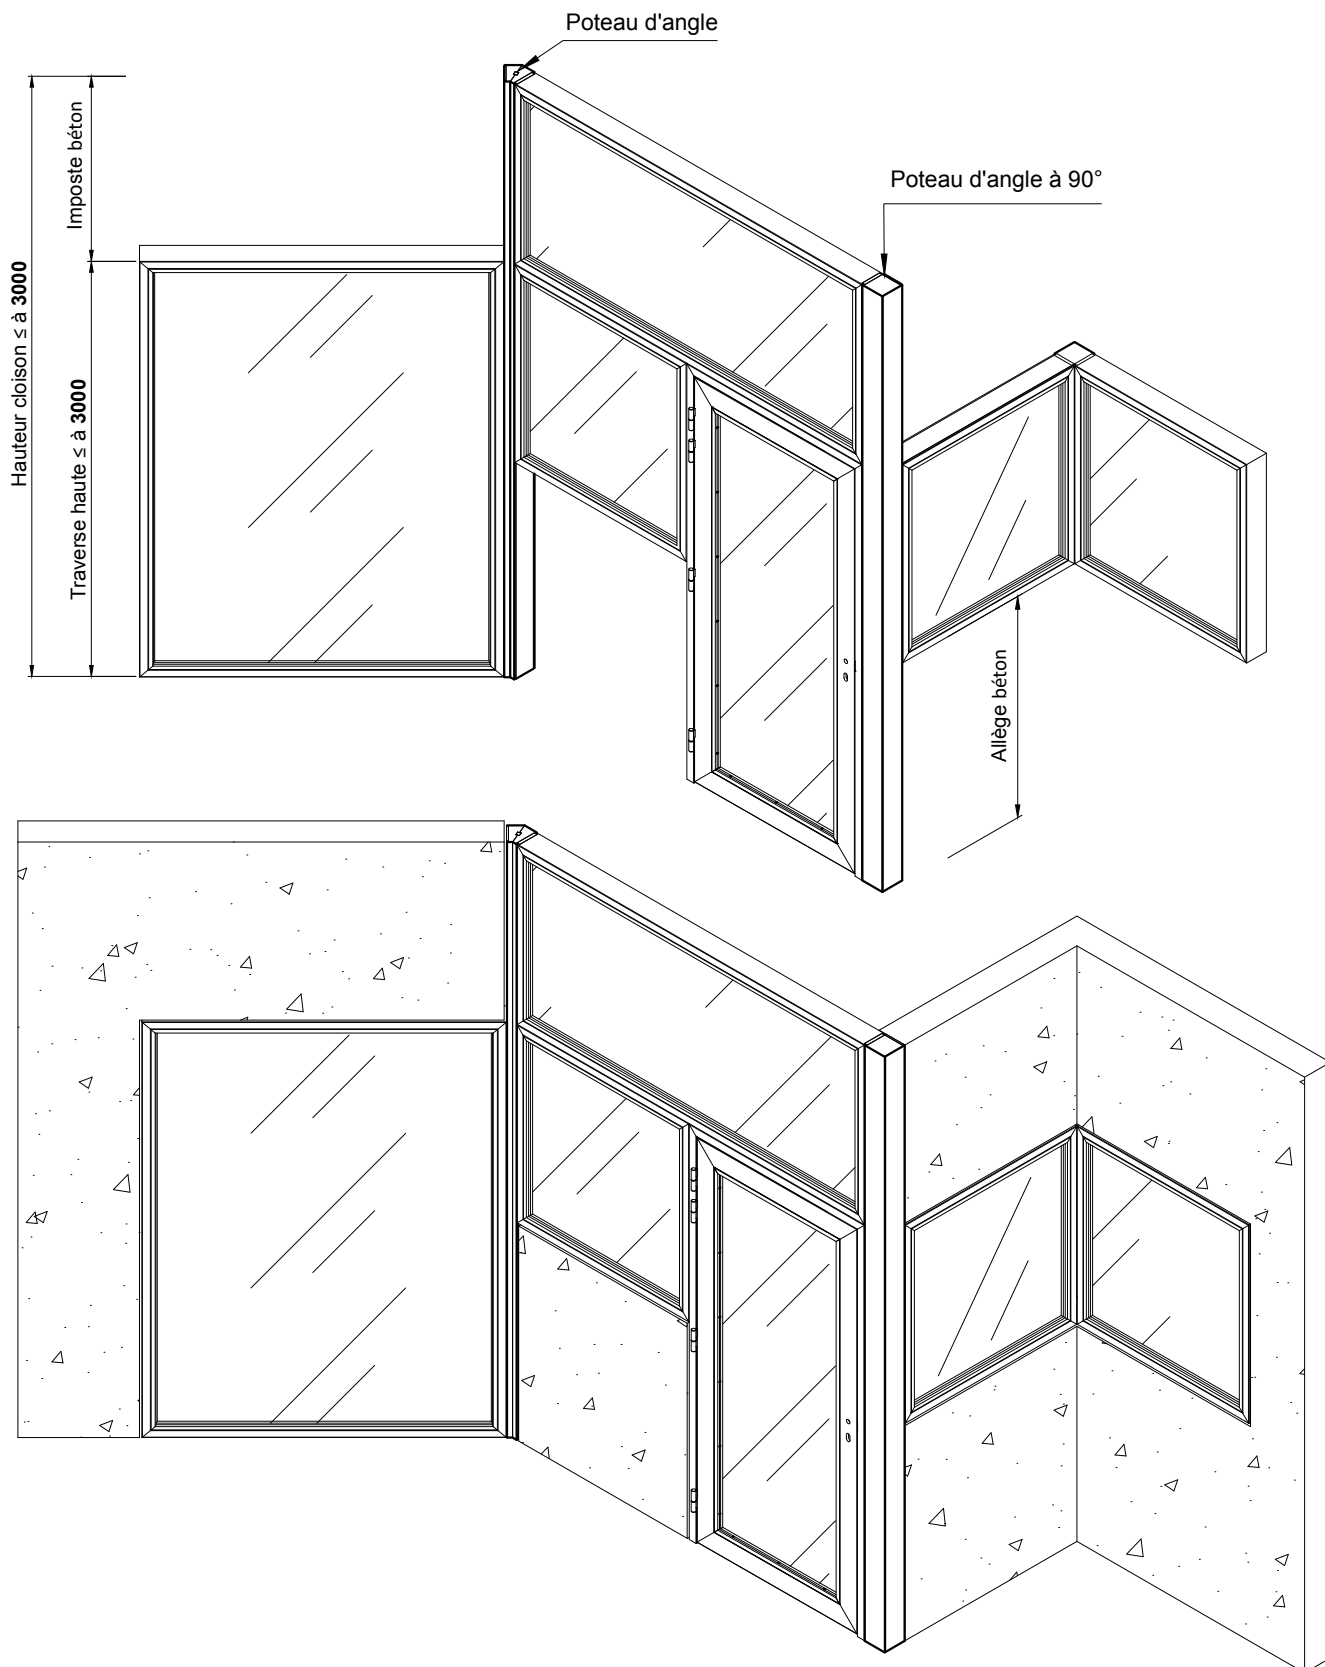 Poteau d'angle
Poteau d'angle à 90°
Hauteur cloison ≤ à 3000
Imposte béton
Traverse haute ≤ à 3000
Allège béton